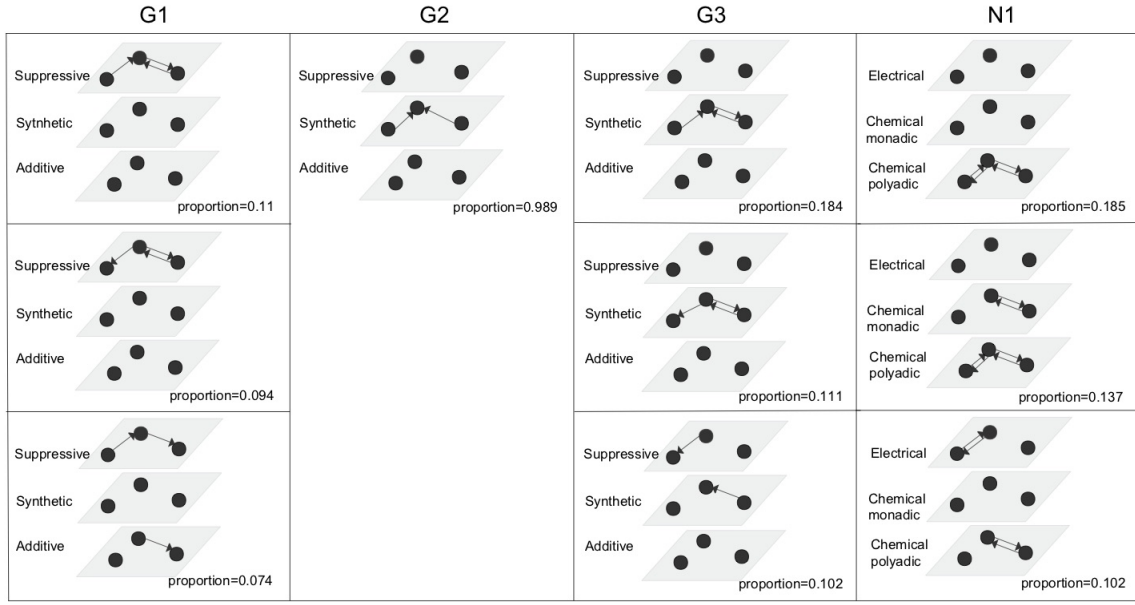 G1
G2
G3
N1
Suppressive
Sytnhetic
Additive
proportion=0.11
Suppressive
Synthetic
Additive
proportion=0.989
Suppressive
Synthetic
Additive
proportion=0.184
Electrical
Chemical
monadic
Chemical
polyadic
proportion=0.185
Suppressive
Synthetic
Additive
proportion=0.094
Suppressive
Synthetic
Additive
proportion=0.111
Electrical
Chemical
monadic
Chemical
polyadic
proportion=0.137
Suppressive
Synthetic
Additive
proportion=0.074
Suppressive
Synthetic
Additive
proportion=0.102
Electrical
Chemical
monadic
Chemical
polyadic
proportion=0.102